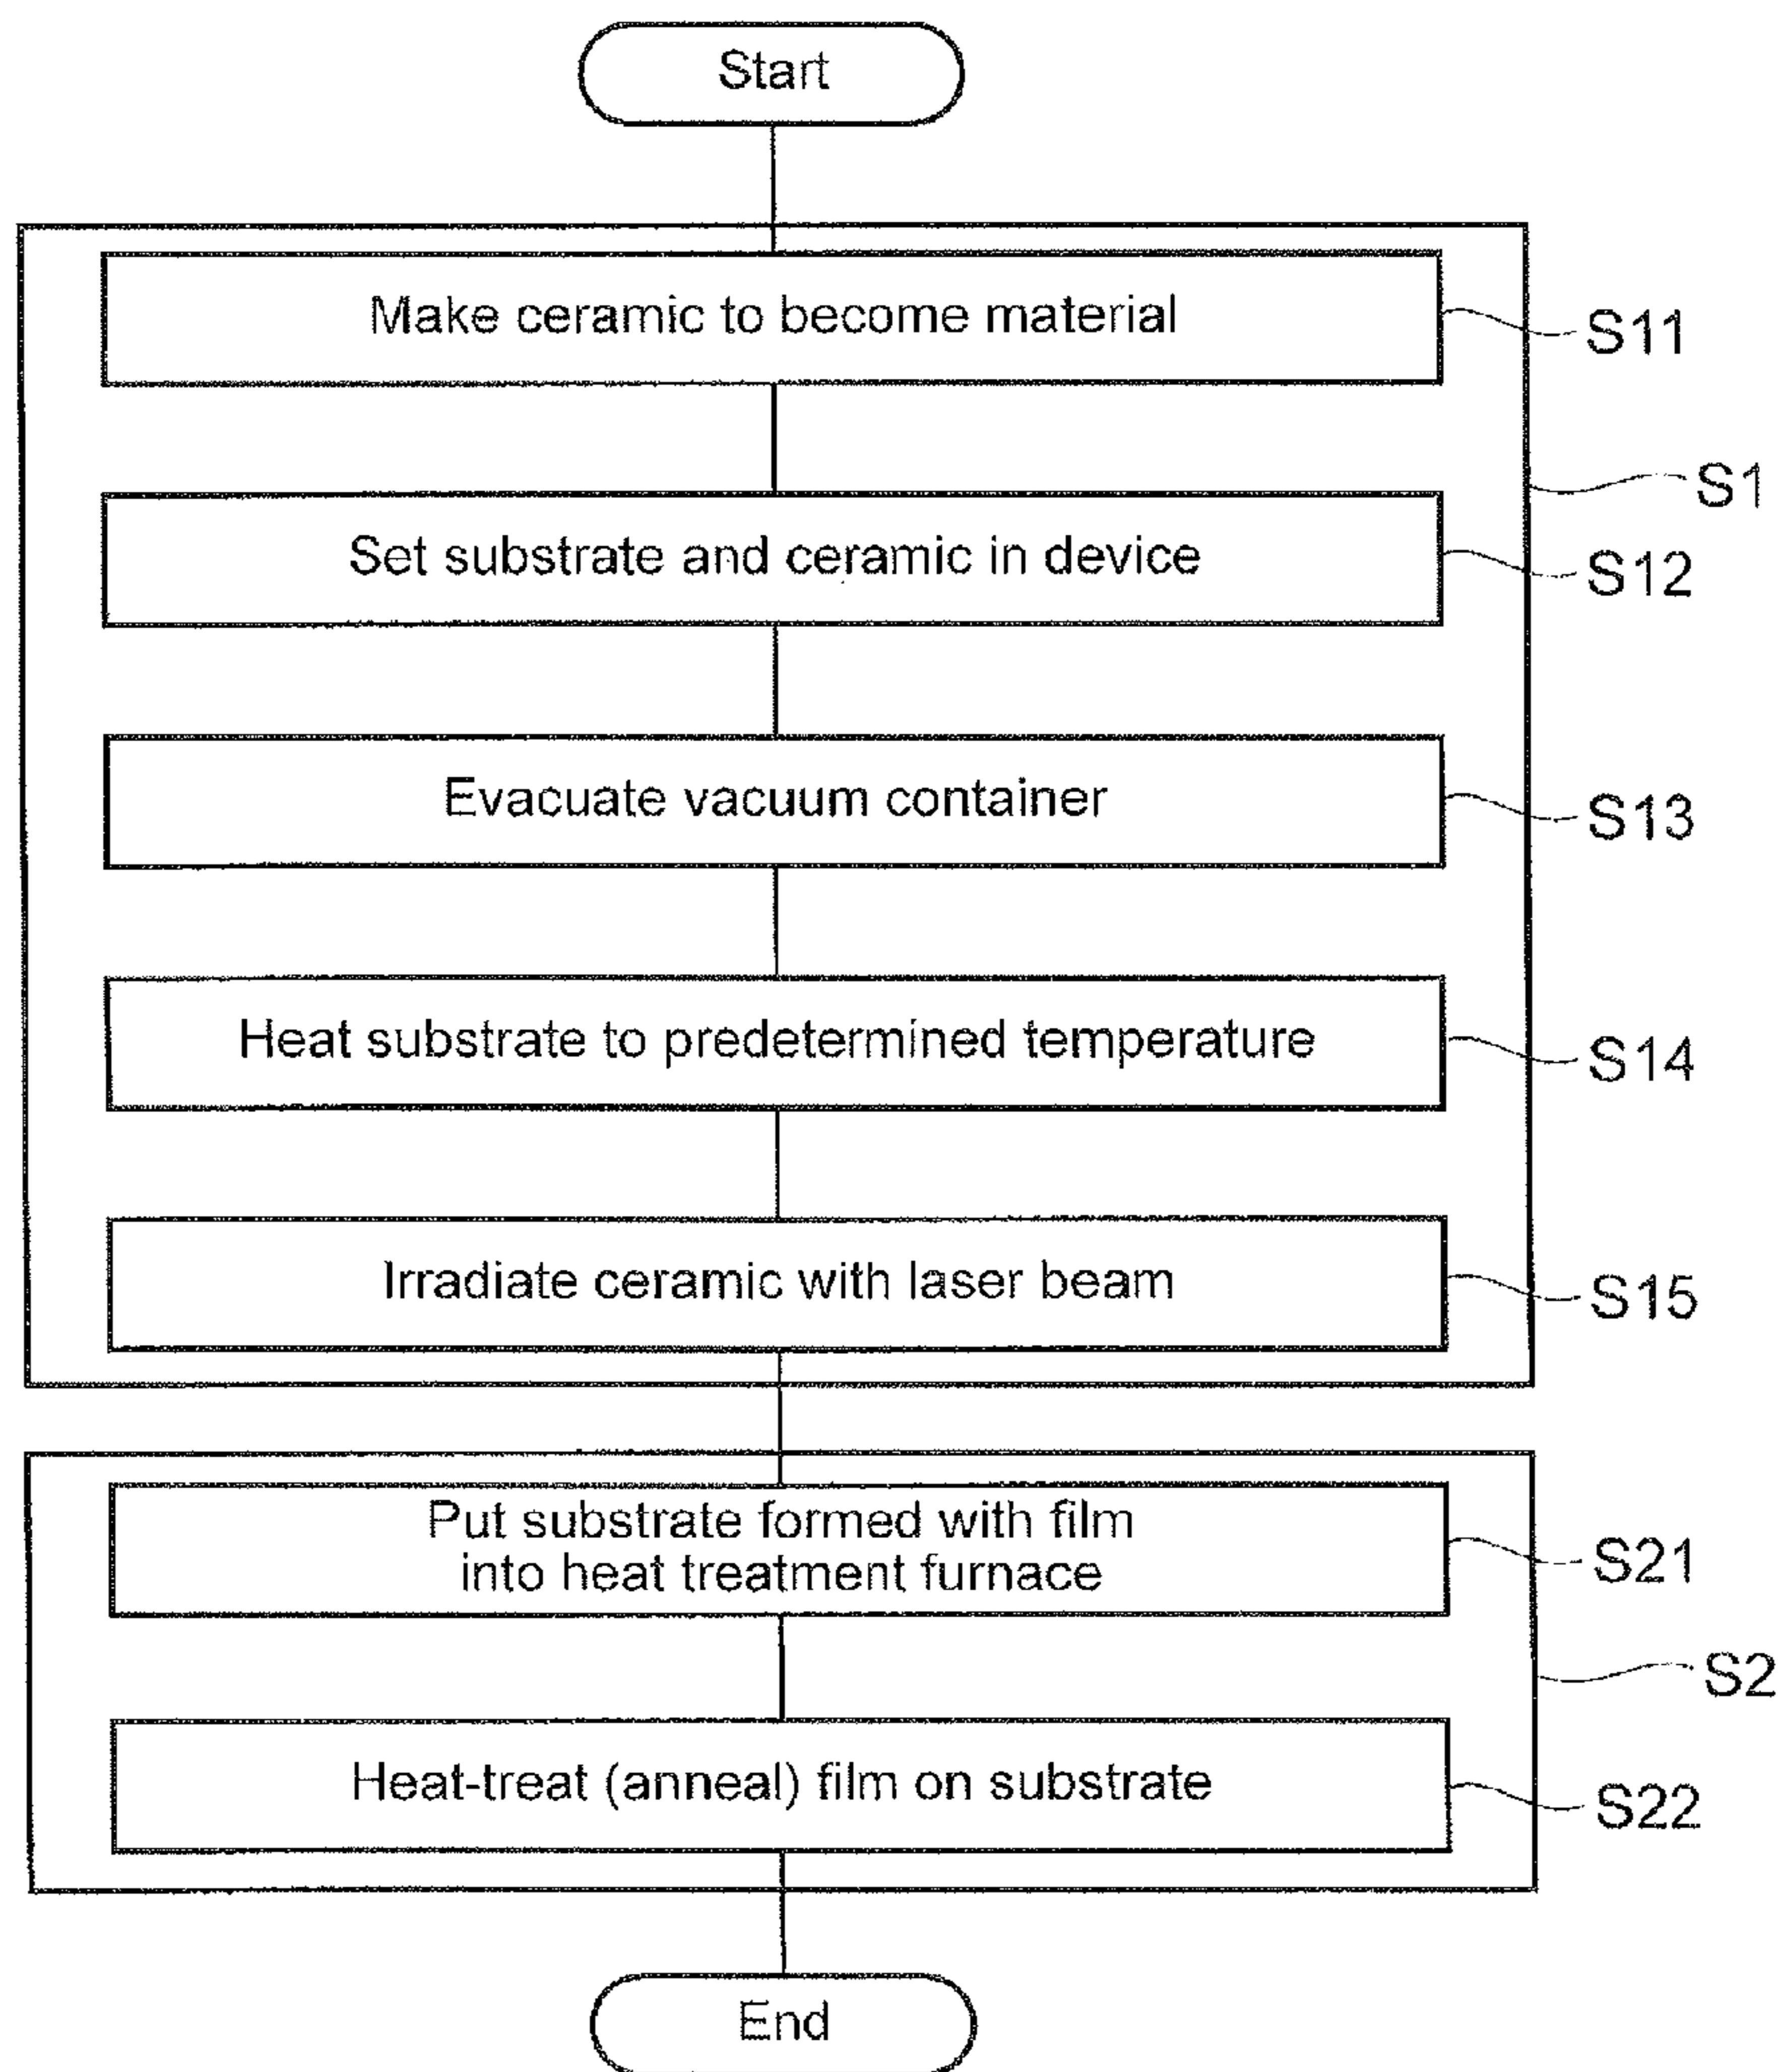 Start
Make ceramic to become material
S11
S1
Set substrate and ceramic in device
S12
Evacuate vacuum container
S13
Heat substrate to predetermined temperature
S14
Irradiate ceramic with laser beam
S15
Put substrate formed with film
into heat treatment furnace
S21
S2
Heat-treat (anneal) film on substrate
S22
End